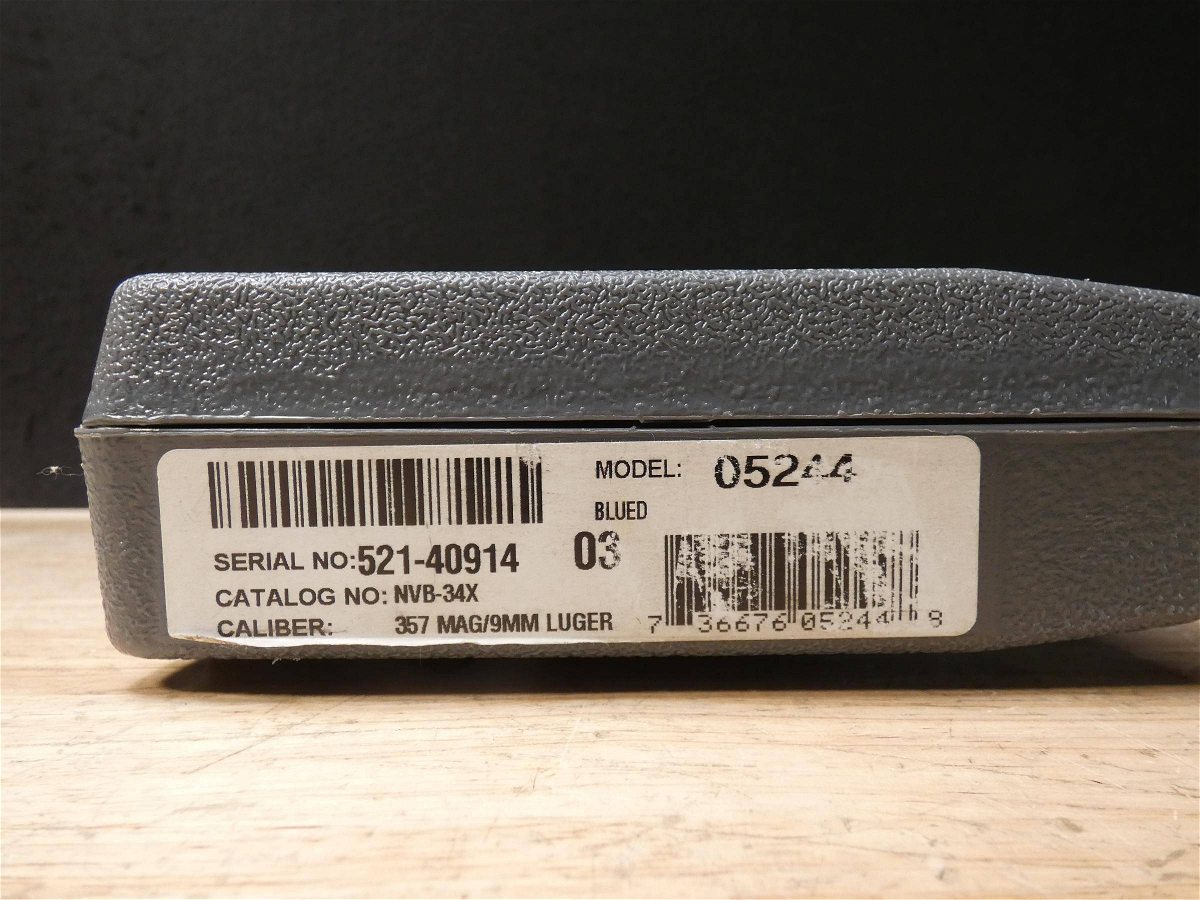 MODEL: 05244
BLUED
SERIAL NO:521-40914 03
CATALOG NO: NVB-34X
CALIBER: 357 MAG/9MM LUGER
7 36676 05244 8